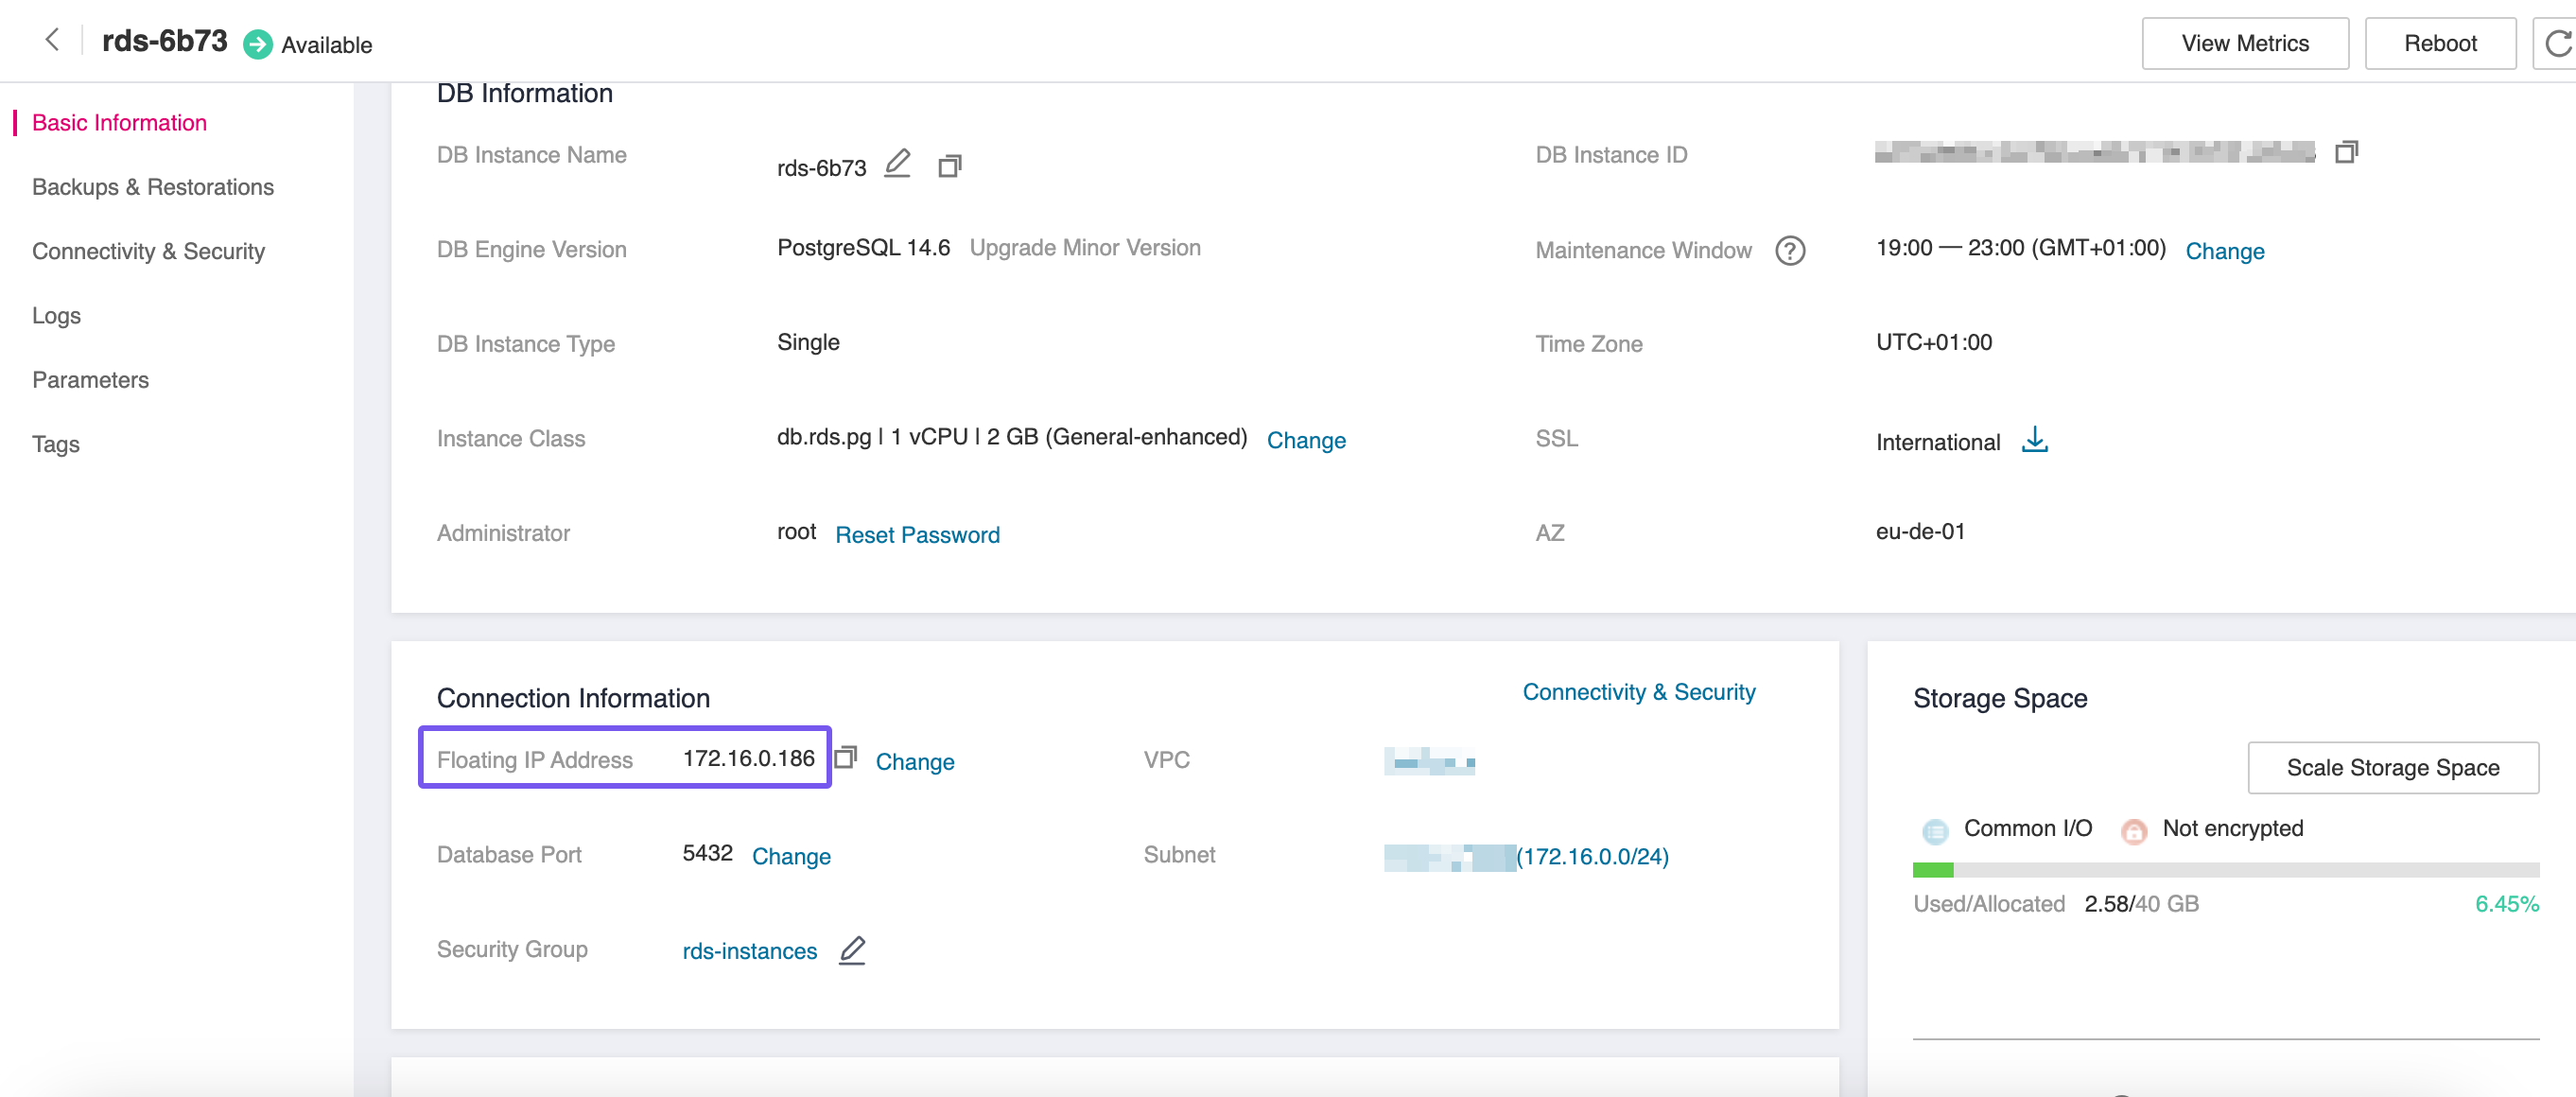 rds-6b73 Available
View Metrics
Reboot
Basic Information
Backups & Restorations
Connectivity & Security
Logs
Parameters
Tags
DB Information
DB Instance Name rds-6b73
DB Instance ID
DB Engine Version PostgreSQL 14.6 Upgrade Minor Version
Maintenance Window ? 19:00 — 23:00 (GMT+01:00) Change
DB Instance Type Single
Time Zone UTC+01:00
Instance Class db.rds.pg | 1 vCPU | 2 GB (General-enhanced) Change
SSL International
Administrator root Reset Password
AZ eu-de-01
Connection Information
Connectivity & Security
Floating IP Address 172.16.0.186 Change
VPC
Database Port 5432 Change
Subnet (172.16.0.0/24)
Security Group rds-instances
Storage Space
Scale Storage Space
Common I/O Not encrypted
Used/Allocated 2.58/40 GB 6.45%